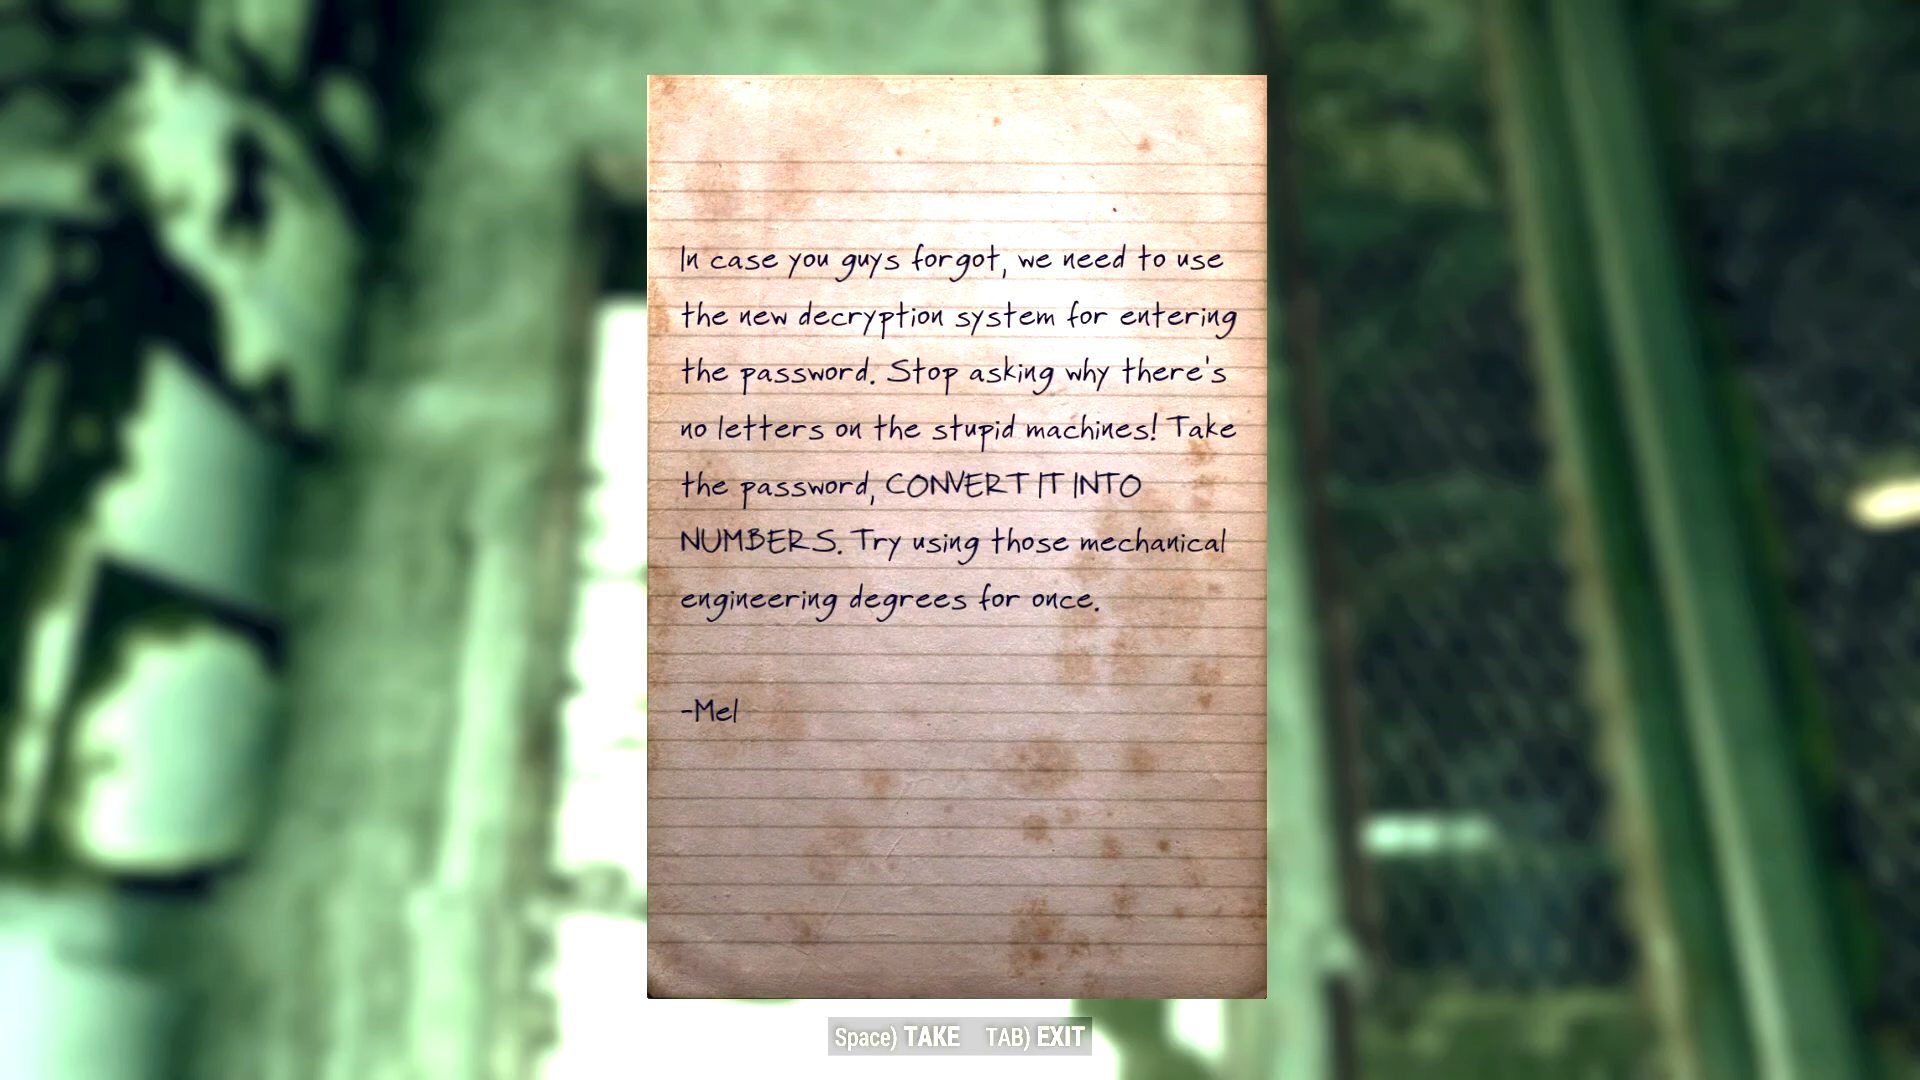 In case you guys forgot, we need to use
the new decryption system for entering
the password. Stop asking why there's
no letters on the stupid machines! Take
the password, CONVERT IT INTO
NUMBERS. Try using those mechanical
engineering degrees for once.
-Mel
Space) TAKE TAB) EXIT